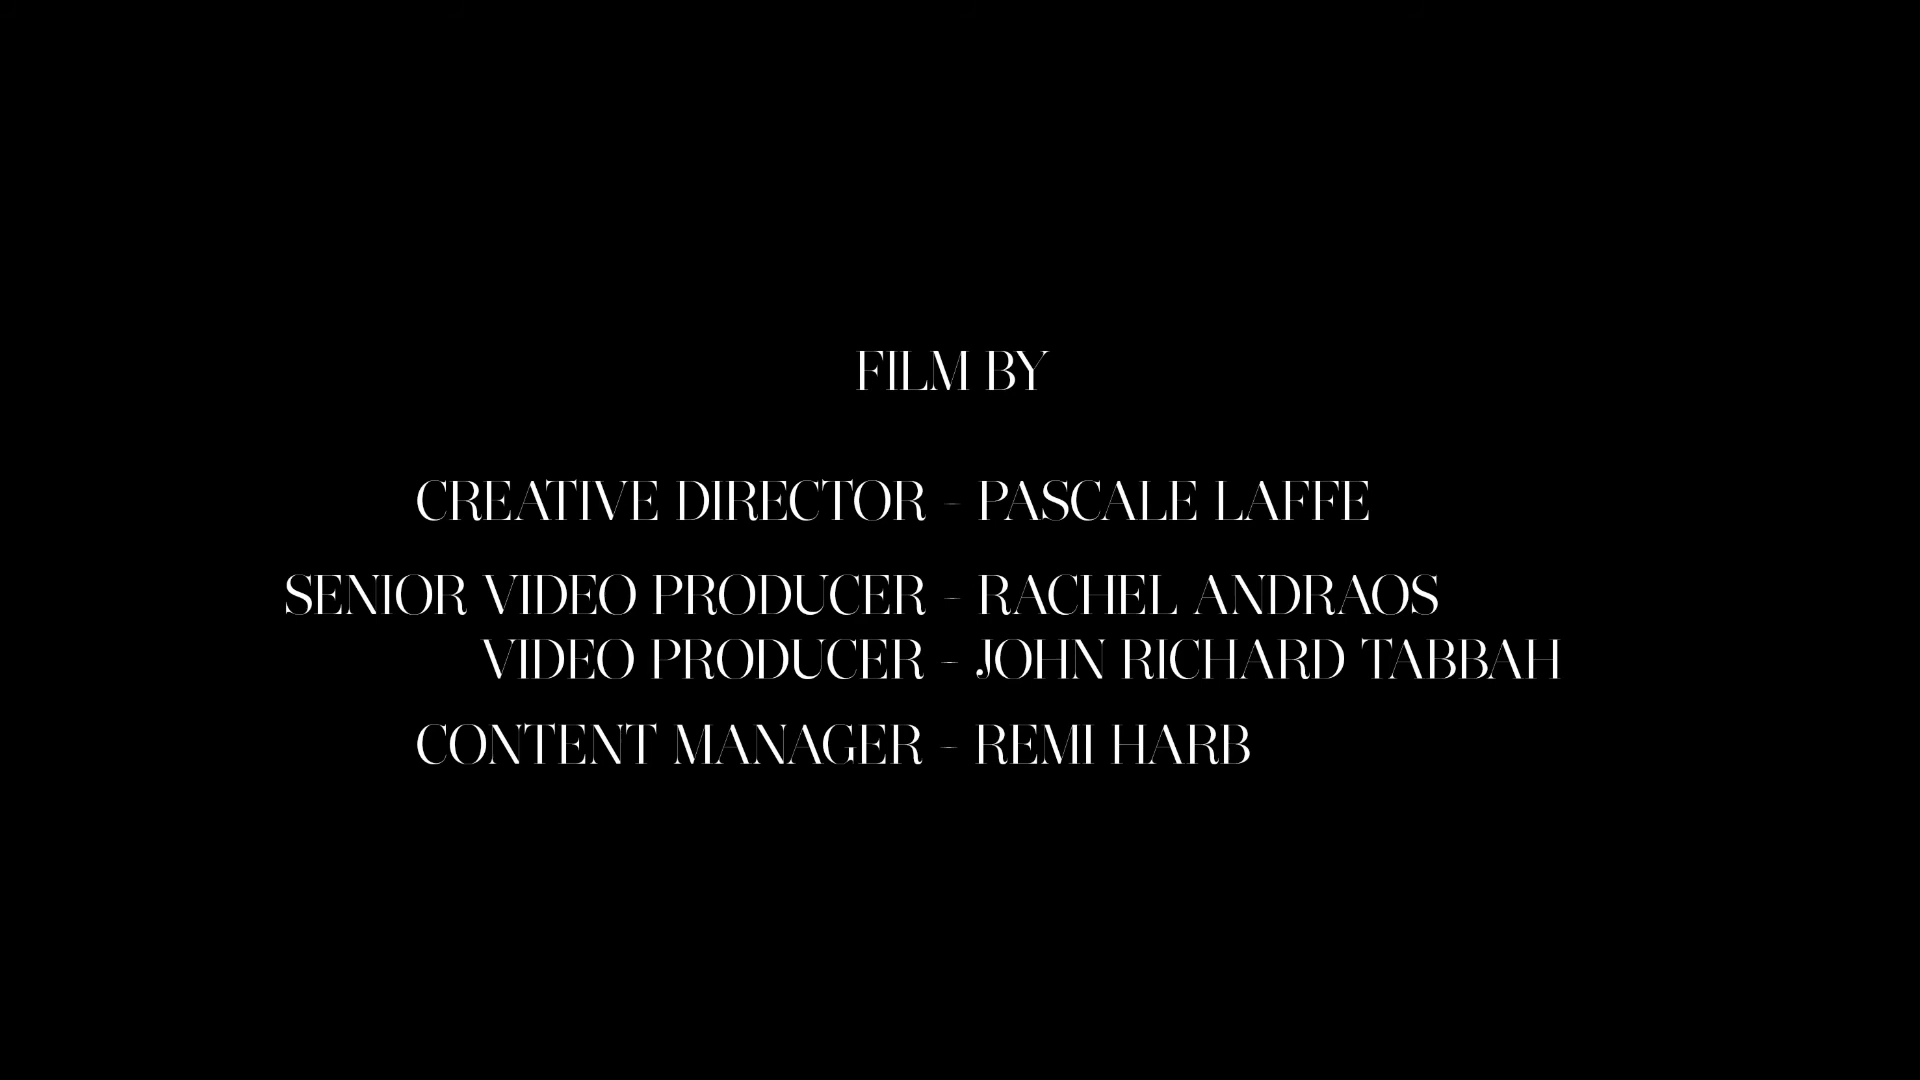 FILM BY
CREATIVE DIRECTOR - PASCALE LAFFE
SENIOR VIDEO PRODUCER - RACHEL ANDRAOS
VIDEO PRODUCER - JOHN RICHARD TABBAH
CONTENT MANAGER - REMI HARB